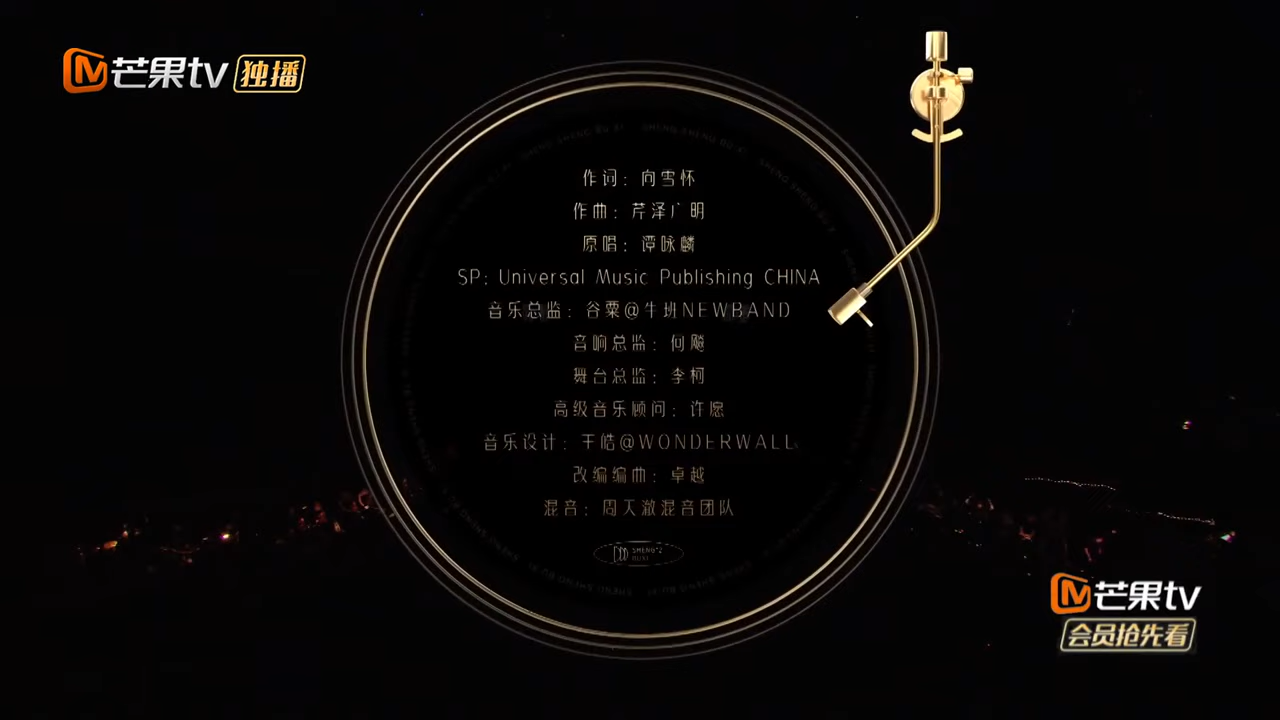 芒果tv 独播
作词：向雪怀
作曲：芹泽广明
原唱：谭咏麟
SP: Universal Music Publishing CHINA
音乐总监：谷粟@牛班NEWBAND
音响总监：何飚
舞台总监：李柯
高级音乐顾问：许愿
音乐设计：王皓@WONDERWALL
改编编曲：卓越
混音：周天澈混音团队
SHENG²
BUXI
芒果tv
会员抢先看